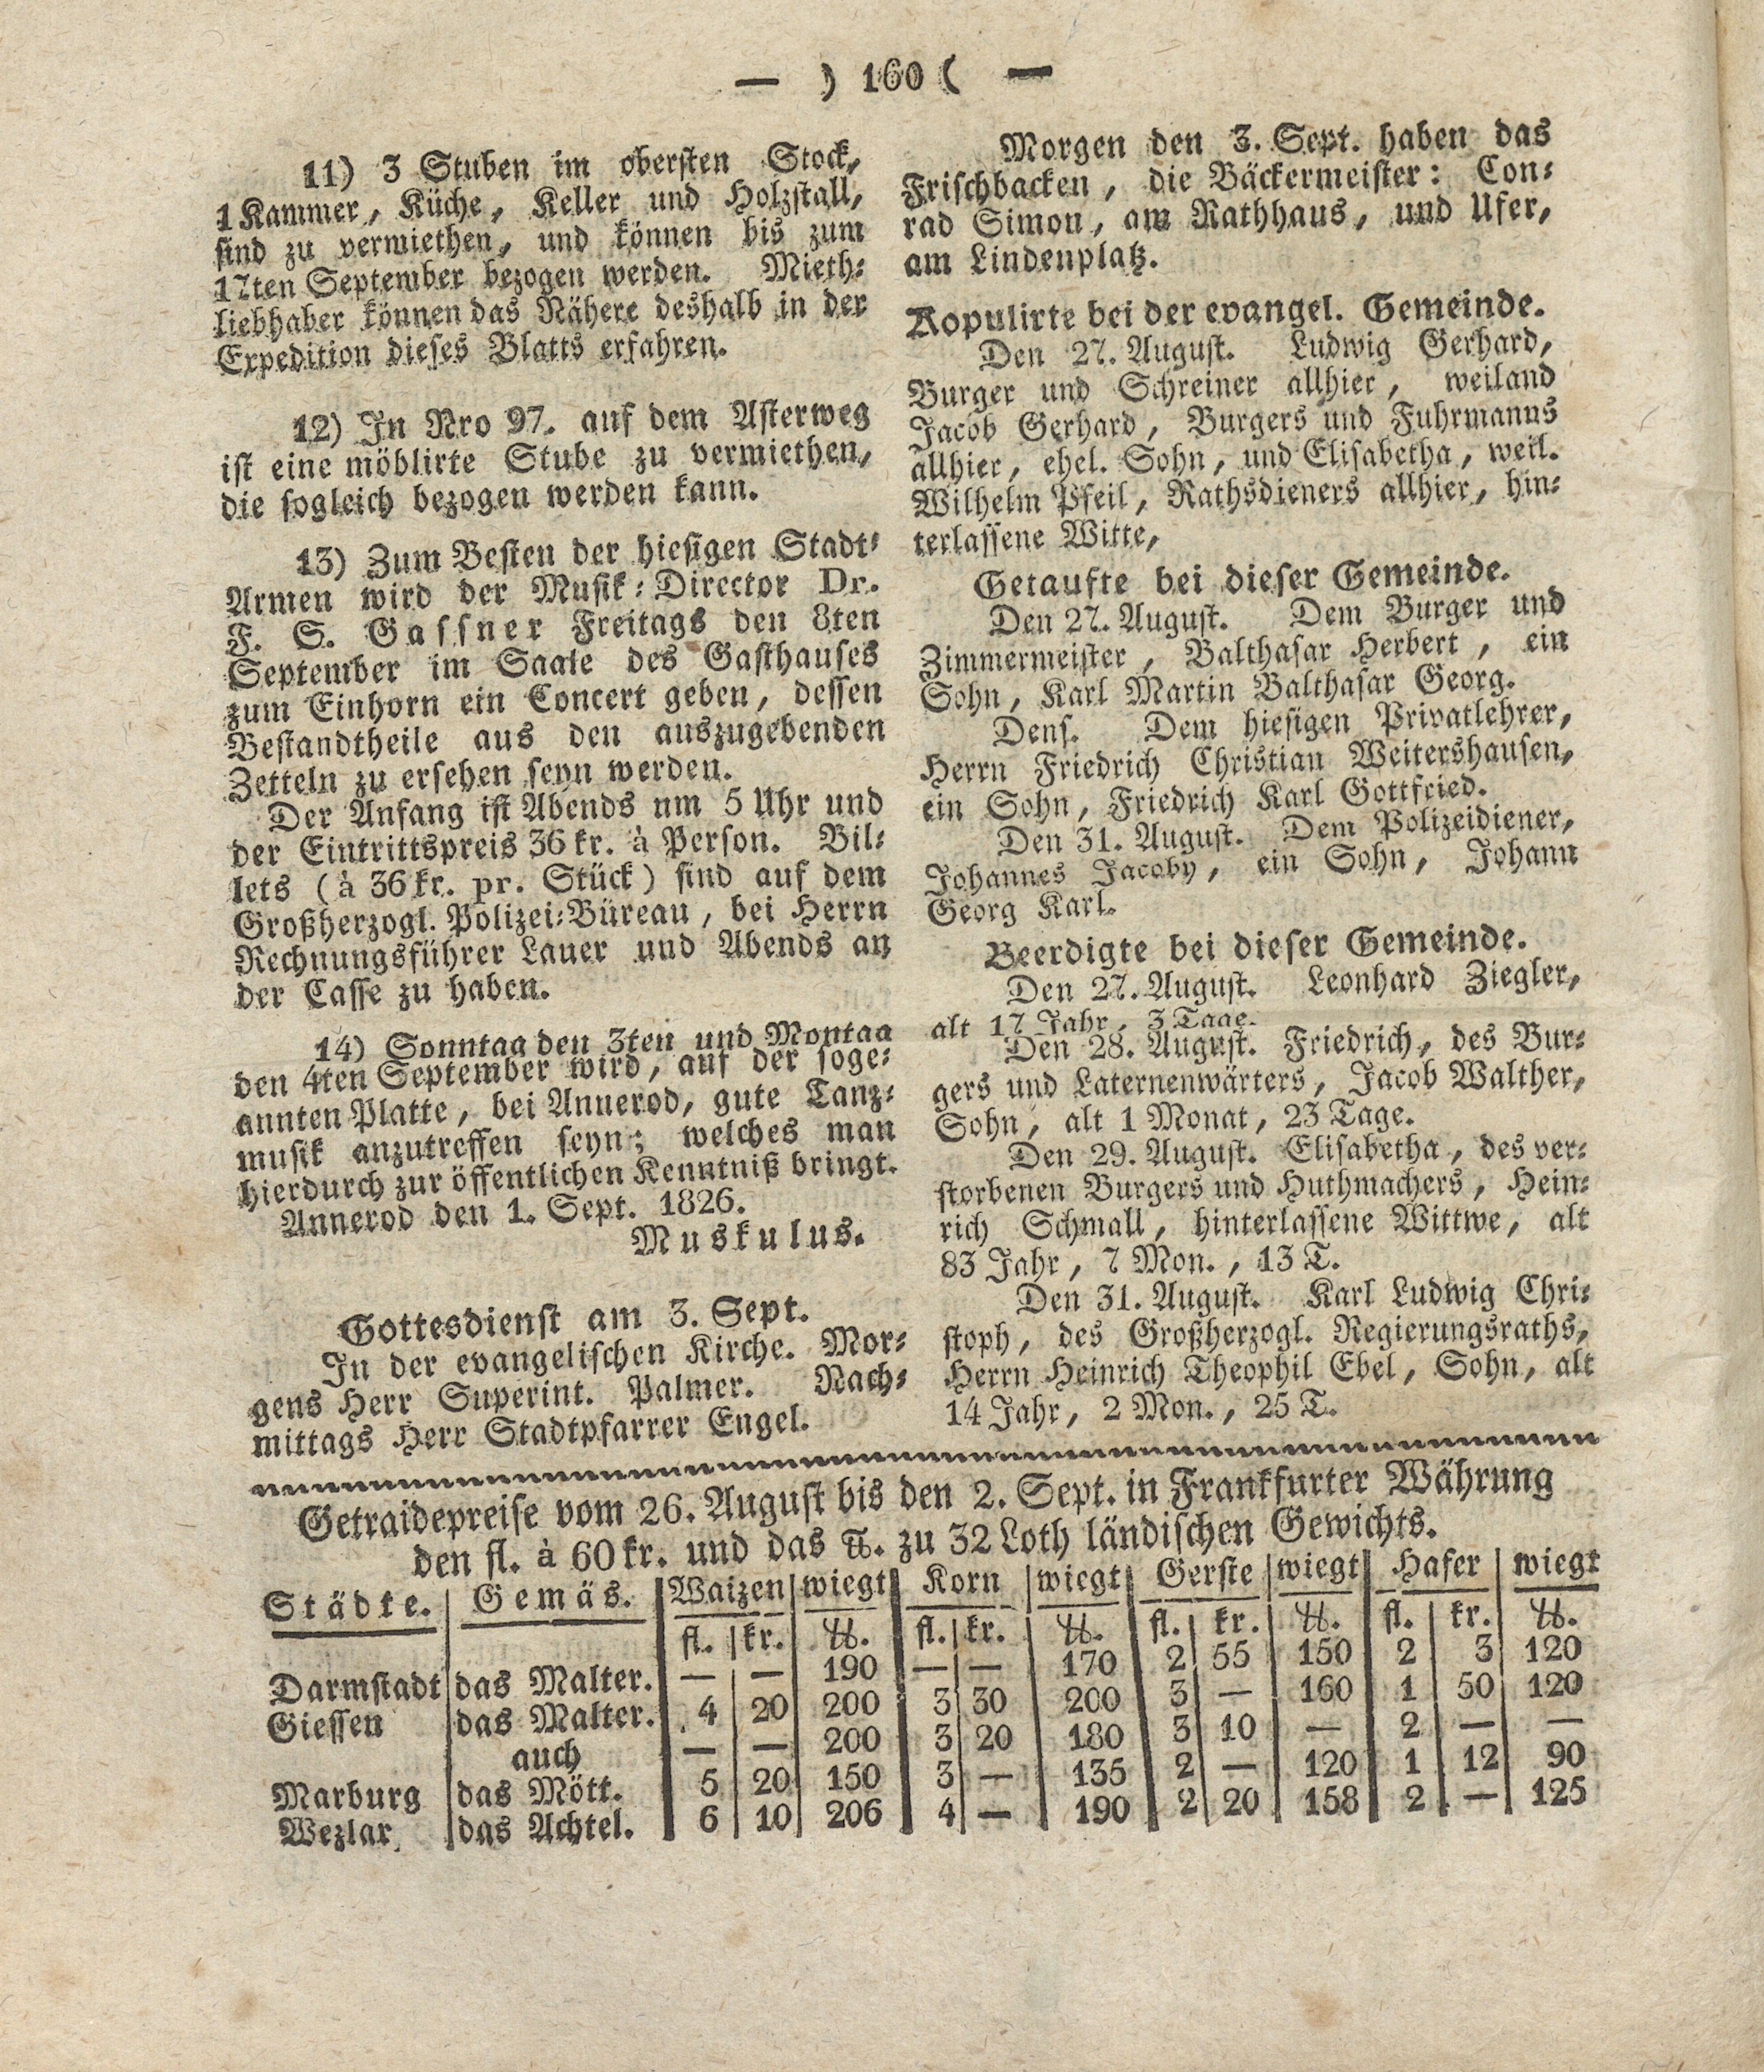 — ) 160 ( —
11) 3 Stuben im obersten Stock,
1 Kammer, Küche, Keller und Holzstall,
sind zu vermiethen, und können bis zum
17ten September bezogen werden. Mieth-
liebhaber können das Nähere deshalb in der
Expedition dieses Blatts erfahren.
12) In Nro 97. auf dem Asterweg
ist eine möblirte Stube zu vermiethen,
die sogleich bezogen werden kann.
13) Zum Besten der hiesigen Stadt-
Armen wird der Musik-Director Dr.
F. S. Gassner Freitags den 8ten
September im Saale des Gasthauses
zum Einhorn ein Concert geben, dessen
Bestandtheile aus den auszugebenden
Zetteln zu ersehen seyn werden.
Der Anfang ist Abends um 5 Uhr und
der Eintrittspreis 36 kr. à Person. Bil-
lets (à 36 kr. pr. Stück) sind auf dem
Großherzogl. Polizei-Büreau, bei Herrn
Rechnungsführer Lauer und Abends an
der Casse zu haben.
14) Sonntag den 3ten und Montag
den 4ten September wird, auf der soge-
annten Platte, bei Annerod, gute Tanz-
musik anzutreffen seyn; welches man
hierdurch zur öffentlichen Kenntniß bringt.
Annerod den 1. Sept. 1826.
Muskulus.
Gottesdienst am 3. Sept.
In der evangelischen Kirche. Mor-
gens Herr Superint. Palmer. Nach-
mittags Herr Stadtpfarrer Engel.
Morgen den 3. Sept. haben das
Frischbacken, die Bäckermeister: Con-
rad Simon, am Rathhaus, und Ufer,
am Lindenplatz.
Kopulirte bei der evangel. Gemeinde.
Den 27. August. Ludwig Gerhard,
Burger und Schreiner allhier, weiland
Jacob Gerhard, Burgers und Fuhrmanns
allhier, ehel. Sohn, und Elisabetha, weil.
Wilhelm Pfeil, Rathsdieners allhier, hin-
terlassene Witte,
Getaufte bei dieser Gemeinde.
Den 27. August. Dem Burger und
Zimmermeister, Balthasar Herbert, ein
Sohn, Karl Martin Balthasar Georg.
Dens. Dem hiesigen Privatlehrer,
Herrn Friedrich Christian Weitershausen,
ein Sohn, Friedrich Karl Gottfried.
Den 31. August. Dem Polizeidiener,
Johannes Jacoby, ein Sohn, Johann
Georg Karl.
Beerdigte bei dieser Gemeinde.
Den 27. August. Leonhard Ziegler,
alt 17 Jahr, 3 Tage.
Den 28. August. Friedrich, des Bur-
gers und Laternenwärters, Jacob Walther,
Sohn, alt 1 Monat, 23 Tage.
Den 29. August. Elisabetha, des ver-
storbenen Burgers und Huthmachers, Hein-
rich Schmall, hinterlassene Wittwe, alt
83 Jahr, 7 Mon., 13 T.
Den 31. August. Karl Ludwig Chri-
stoph, des Großherzogl. Regierungsraths,
Herrn Heinrich Theophil Ebel, Sohn, alt
14 Jahr, 2 Mon., 25 T.
Getraidepreise vom 26. August bis den 2. Sept. in Frankfurter Währung
den fl. à 60 kr. und das ℔. zu 32 Loth ländischen Gewichts.
Städte. Gemäs. Waizen wiegt Korn wiegt Gerste wiegt Hafer wiegt
fl. kr. ℔. fl. kr. ℔. fl. kr. ℔. fl. kr. ℔.
Darmstadt das Malter. — — 190 — — 170 2 55 150 2 3 120
Giessen das Malter. 4 20 200 3 30 200 3 — 160 1 50 120
auch — — 200 3 20 180 3 10 — 2 — —
Marburg das Mött. 5 20 150 3 — 135 2 — 120 1 12 90
Wezlar das Achtel. 6 10 206 4 — 190 2 20 158 2 — 125